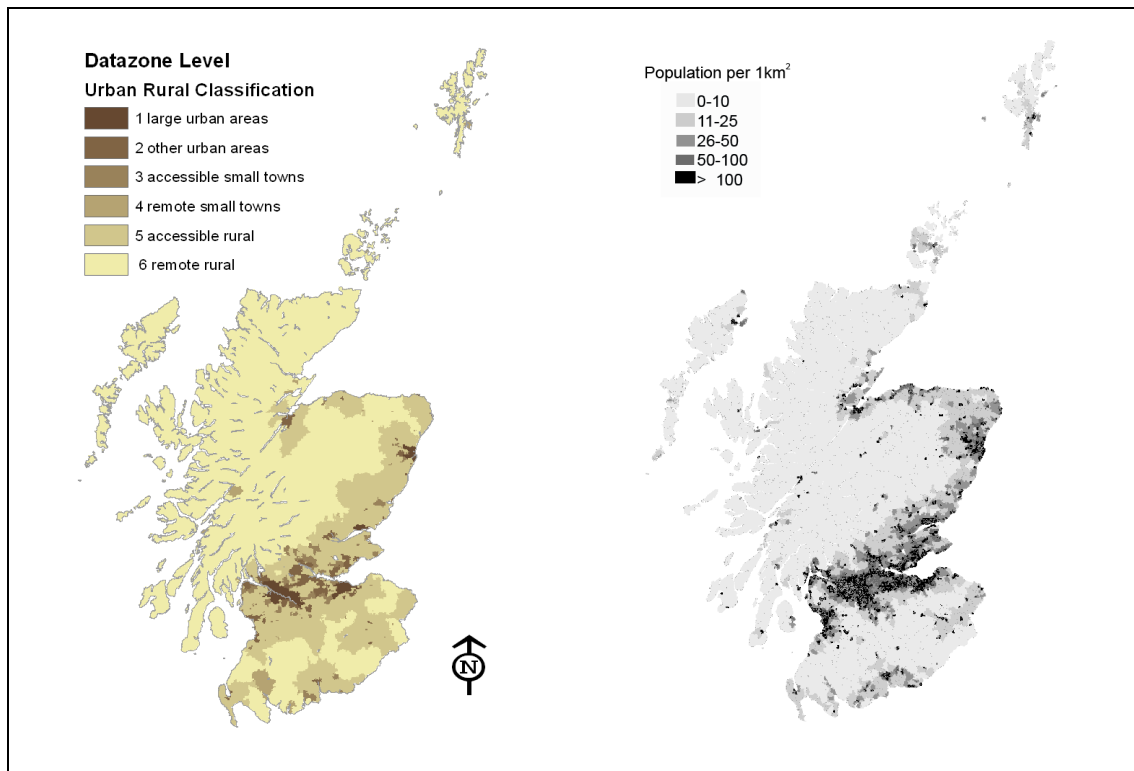 Datazone Level
Urban Rural Classification
1 large urban areas
2 other urban areas
3 accessible small towns
4 remote small towns
5 accessible rural
6 remote rural
Population per 1km²
0-10
11-25
26-50
50-100
> 100
N